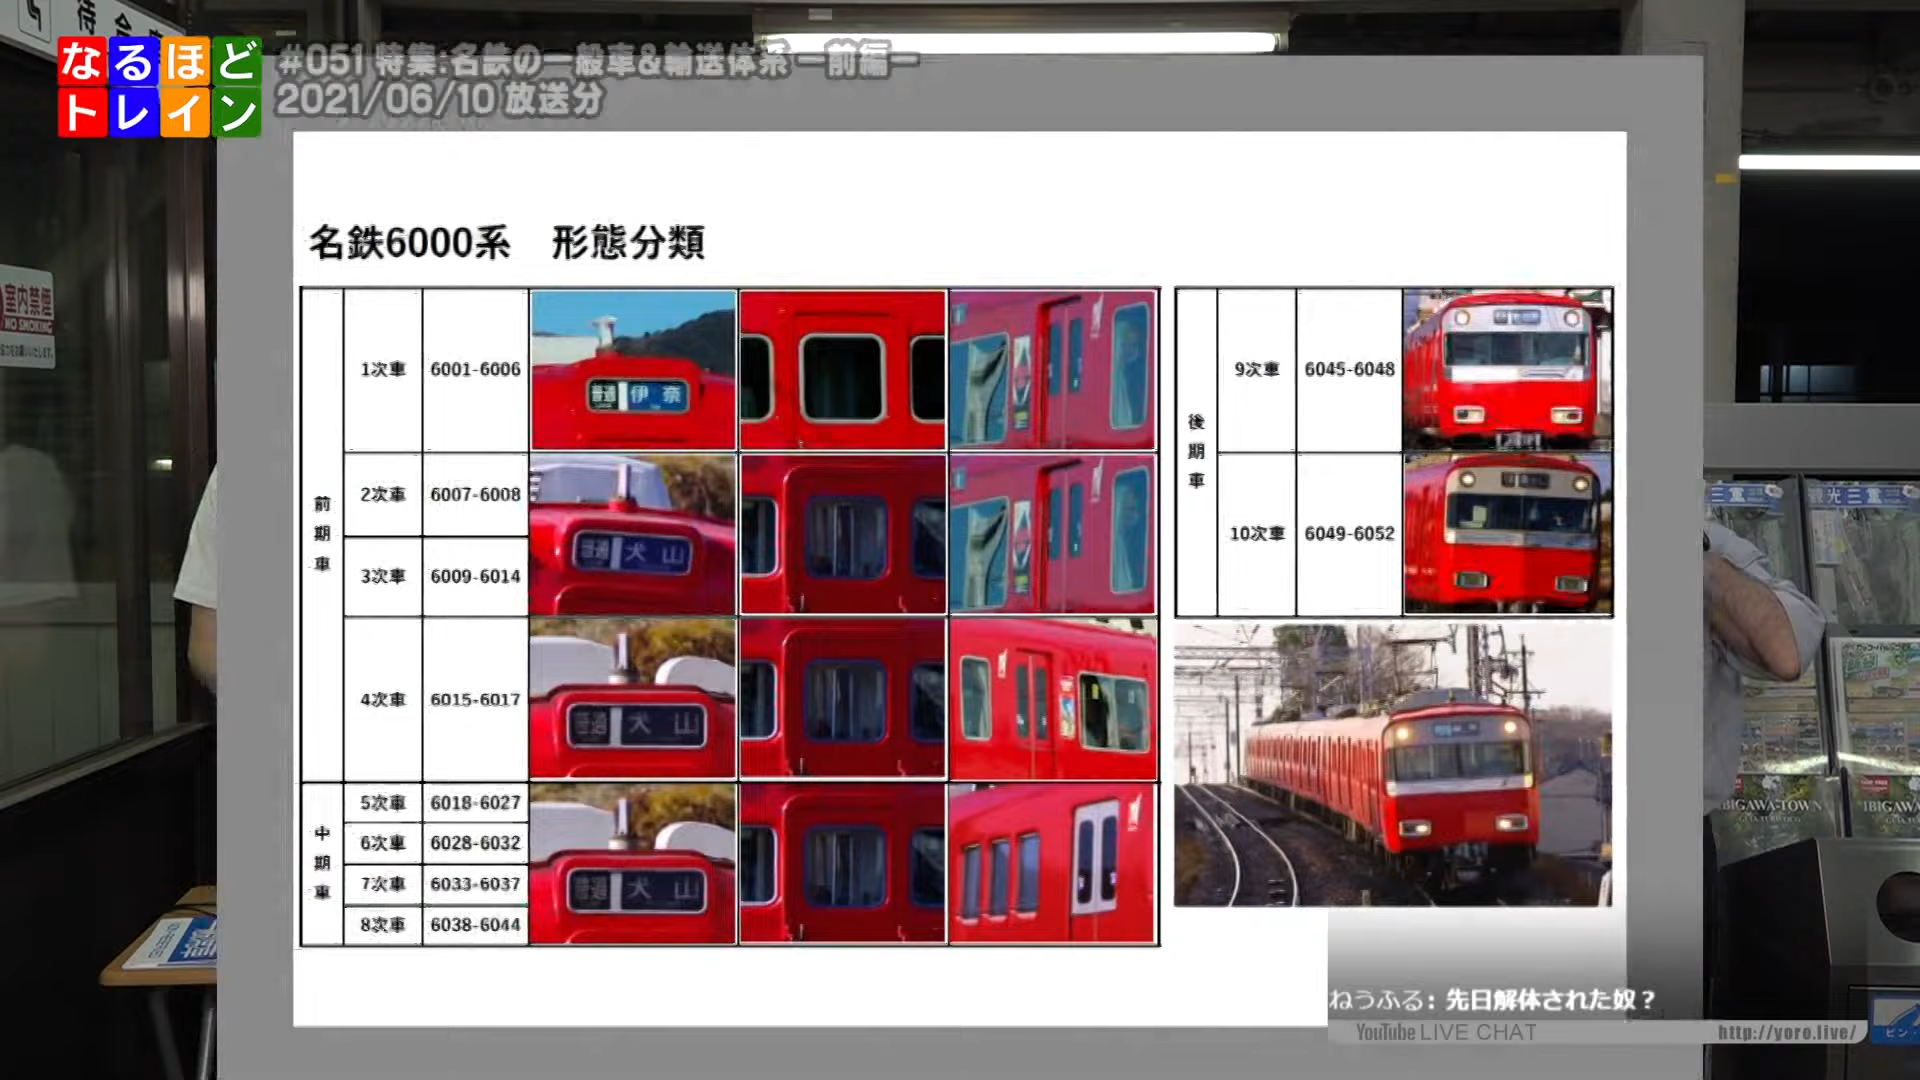 なるほど
トレイン
#051 特集:名鉄の一般車&輸送体系 ー前編ー
2021/06/10 放送分
室内禁煙
NO SMOKING
名鉄6000系 形態分類
前期車
1次車 6001-6006
普通 伊奈
2次車 6007-6008
3次車 6009-6014
普通 犬山
4次車 6015-6017
普通 犬山
中期車
5次車 6018-6027
6次車 6028-6032
7次車 6033-6037
8次車 6038-6044
普通 犬山
後期車
9次車 6045-6048
10次車 6049-6052
観光三重
BIGAWA-TOWN
IBIGAWA
ねうふる: 先日解体された奴?
YouTube LIVE CHAT
http://yoro.live/